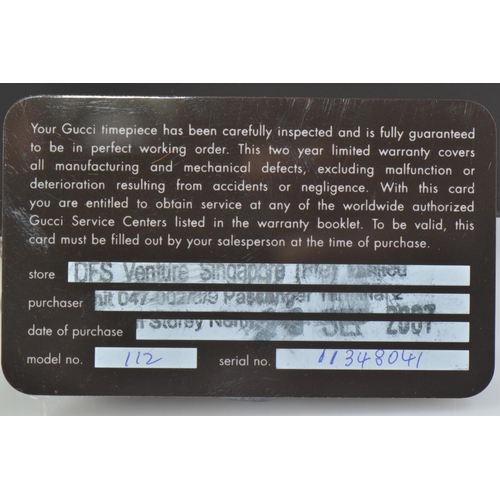 Your Gucci timepiece has been carefully inspected and is fully guaranteed
to be in perfect working order. This two year limited warranty covers
all manufacturing and mechanical defects, excluding malfunction or
deterioration resulting from accidents or negligence. With this card
you are entitled to obtain service at any of the worldwide authorized
Gucci Service Centers listed in the warranty booklet. To be valid, this
card must be filled out by your salesperson at the time of purchase.
store DFS Venture Singapore (Pte) Limited
purchaser Passenger Terminal 2
date of purchase Storey SEP 2007
model no. 112 serial no. 11348041